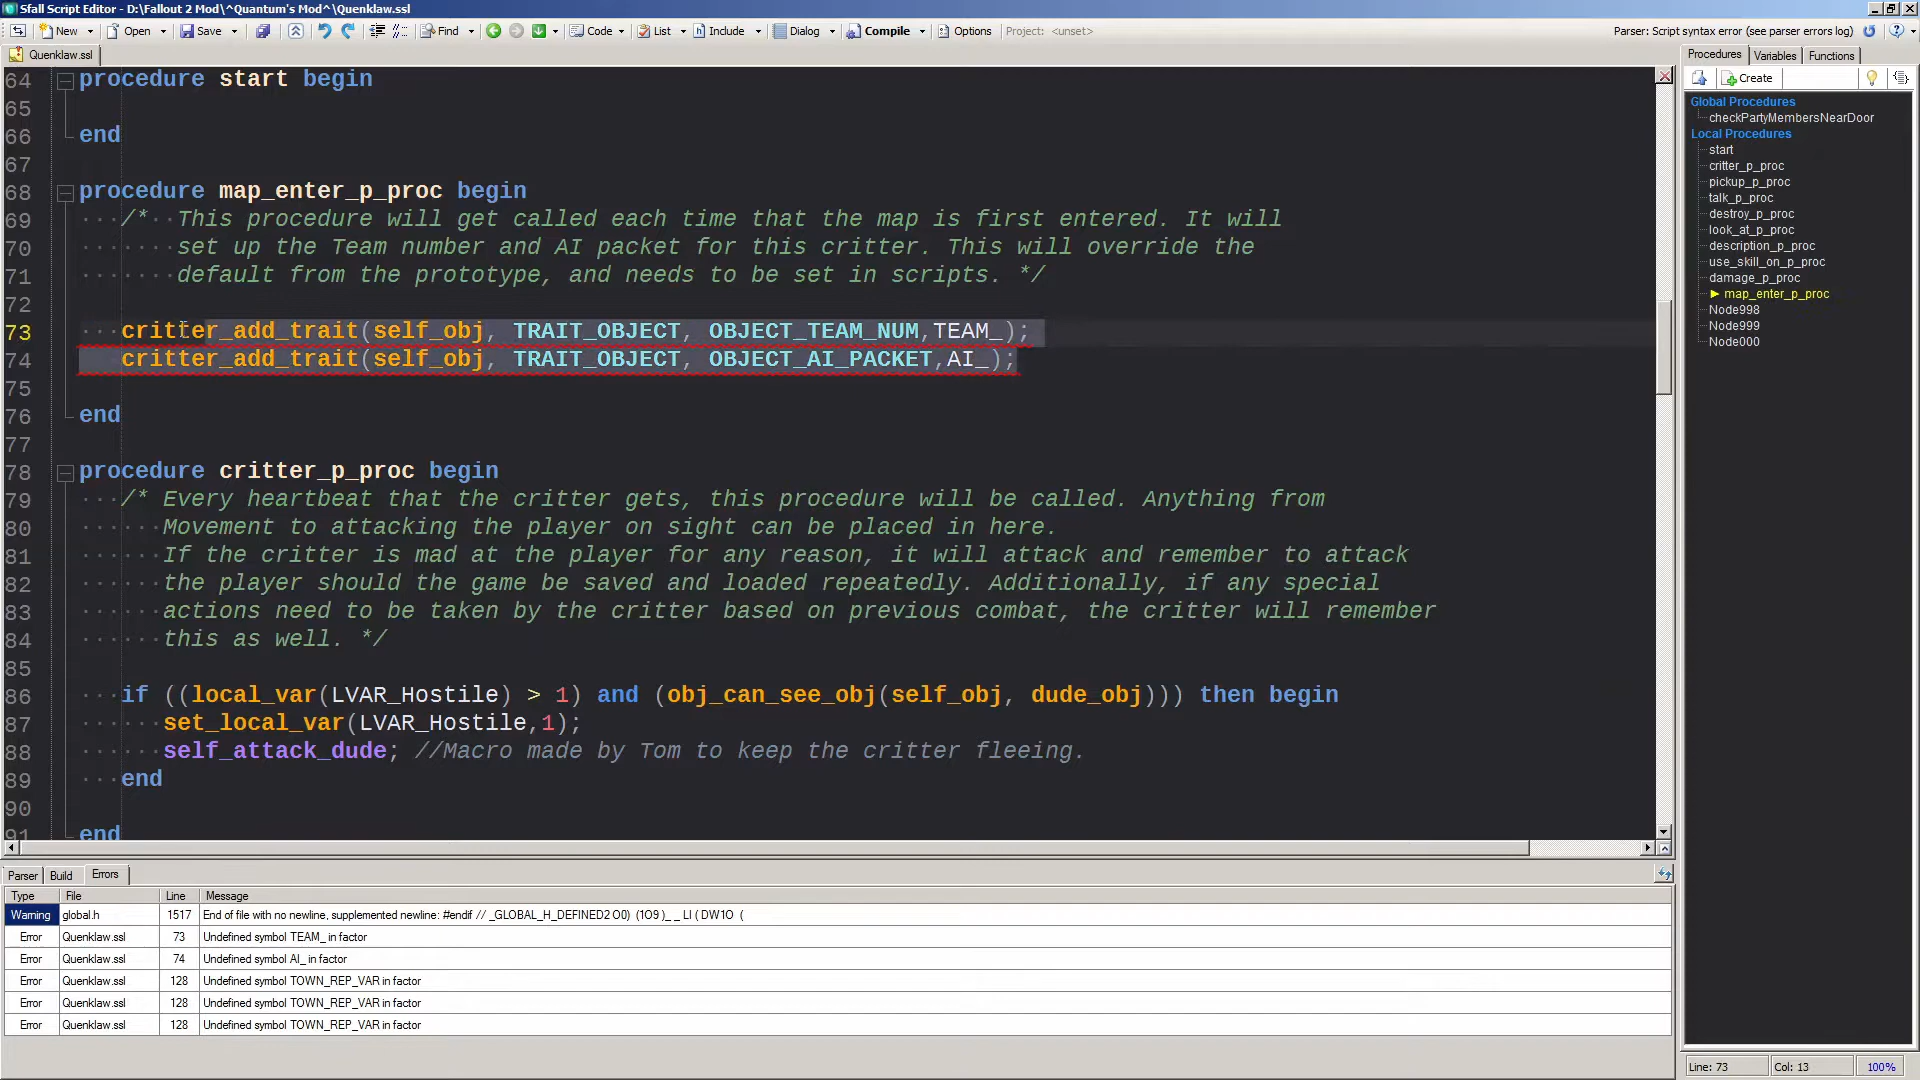 Sfall Script Editor - D:\Fallout 2 Mod\^Quantum's Mod^\Quenklaw.ssl
New Open Save Find Code List Include Dialog Compile Options Project: <unset> Parser: Script syntax error (see parser errors log)
Quenklaw.ssl
64 procedure start begin
65
66 end
67
68 procedure map_enter_p_proc begin
69 /* This procedure will get called each time that the map is first entered. It will
70 set up the Team number and AI packet for this critter. This will override the
71 default from the prototype, and needs to be set in scripts. */
72
73 critter_add_trait(self_obj, TRAIT_OBJECT, OBJECT_TEAM_NUM,TEAM_);
74 critter_add_trait(self_obj, TRAIT_OBJECT, OBJECT_AI_PACKET,AI_);
75
76 end
77
78 procedure critter_p_proc begin
79 /* Every heartbeat that the critter gets, this procedure will be called. Anything from
80 Movement to attacking the player on sight can be placed in here.
81 If the critter is mad at the player for any reason, it will attack and remember to attack
82 the player should the game be saved and loaded repeatedly. Additionally, if any special
83 actions need to be taken by the critter based on previous combat, the critter will remember
84 this as well. */
85
86 if ((local_var(LVAR_Hostile) > 1) and (obj_can_see_obj(self_obj, dude_obj))) then begin
87 set_local_var(LVAR_Hostile,1);
88 self_attack_dude; //Macro made by Tom to keep the critter fleeing.
89 end
90
91 end
Procedures Variables Functions
Create
Global Procedures
checkPartyMembersNearDoor
Local Procedures
start
critter_p_proc
pickup_p_proc
talk_p_proc
destroy_p_proc
look_at_p_proc
description_p_proc
use_skill_on_p_proc
damage_p_proc
map_enter_p_proc
Node998
Node999
Node000
Parser Build Errors
Type File Line Message
Warning global.h 1517 End of file with no newline, supplemented newline: #endif // _GLOBAL_H_DEFINED2 O0) (1O9 )_ _ LI ( DW1O (
Error Quenklaw.ssl 73 Undefined symbol TEAM_ in factor
Error Quenklaw.ssl 74 Undefined symbol AI_ in factor
Error Quenklaw.ssl 128 Undefined symbol TOWN_REP_VAR in factor
Error Quenklaw.ssl 128 Undefined symbol TOWN_REP_VAR in factor
Error Quenklaw.ssl 128 Undefined symbol TOWN_REP_VAR in factor
Line: 73 Col: 13 100%